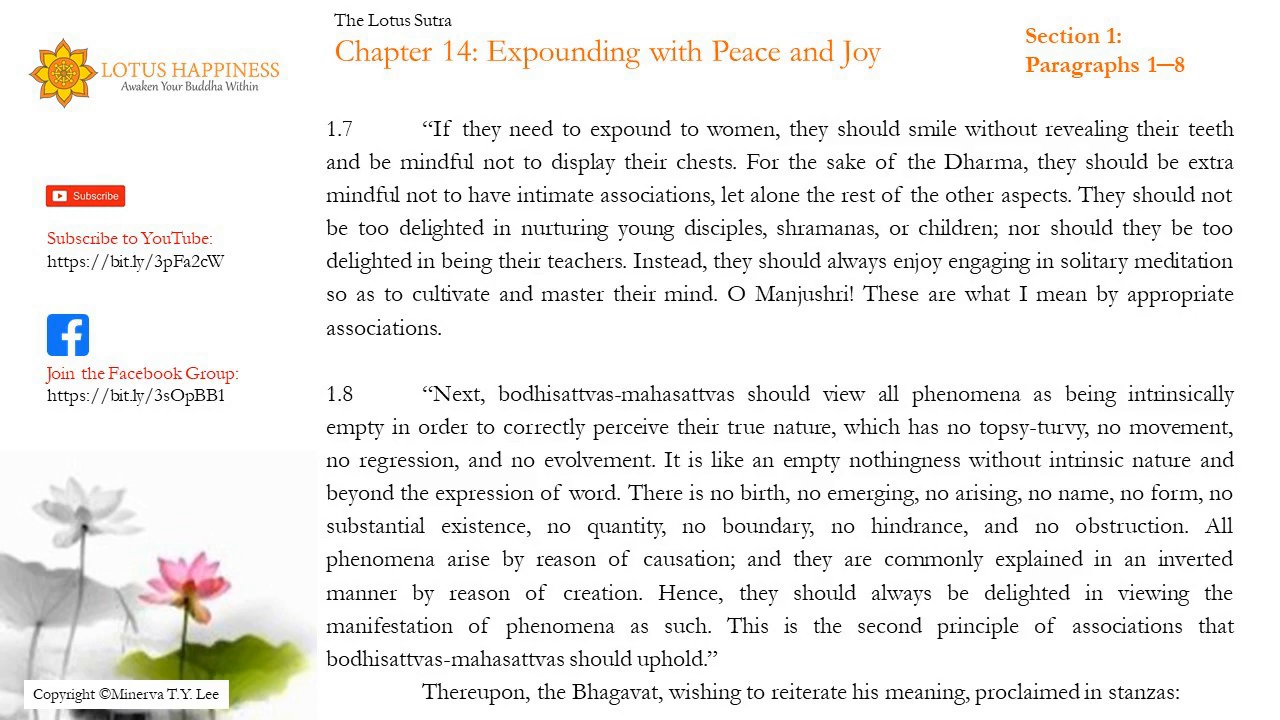 The Lotus Sutra
Chapter 14: Expounding with Peace and Joy
Section 1:
Paragraphs 1—8
LOTUS HAPPINESS
Awaken Your Buddha Within
Subscribe
Subscribe to YouTube:
https://bit.ly/3pFa2cW
Join the Facebook Group:
https://bit.ly/3sOpBB1
1.7 “If they need to expound to women, they should smile without revealing their teeth
and be mindful not to display their chests. For the sake of the Dharma, they should be extra
mindful not to have intimate associations, let alone the rest of the other aspects. They should not
be too delighted in nurturing young disciples, shramanas, or children; nor should they be too
delighted in being their teachers. Instead, they should always enjoy engaging in solitary meditation
so as to cultivate and master their mind. O Manjushri! These are what I mean by appropriate
associations.
1.8 “Next, bodhisattvas-mahasattvas should view all phenomena as being intrinsically
empty in order to correctly perceive their true nature, which has no topsy-turvy, no movement,
no regression, and no evolvement. It is like an empty nothingness without intrinsic nature and
beyond the expression of word. There is no birth, no emerging, no arising, no name, no form, no
substantial existence, no quantity, no boundary, no hindrance, and no obstruction. All
phenomena arise by reason of causation; and they are commonly explained in an inverted
manner by reason of creation. Hence, they should always be delighted in viewing the
manifestation of phenomena as such. This is the second principle of associations that
bodhisattvas-mahasattvas should uphold.”
Thereupon, the Bhagavat, wishing to reiterate his meaning, proclaimed in stanzas:
Copyright ©Minerva T.Y. Lee